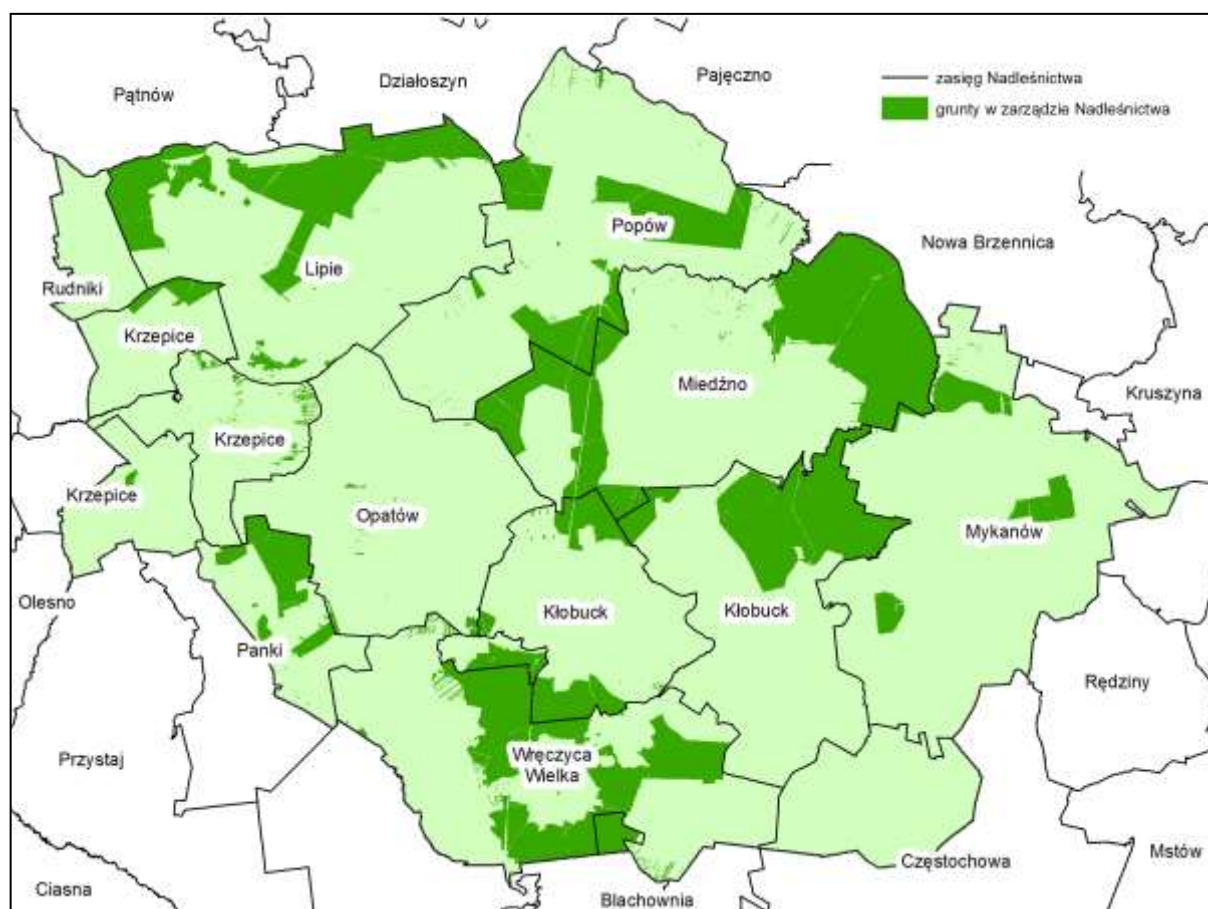 Pątnów
Działoszyn
Pajęczno
zasięg Nadleśnictwa
grunty w zarządzie Nadleśnictwa
Popów
Nowa Brzeźnica
Lipie
Rudniki
Krzepice
Miedźno
Kruszyna
Krzepice
Krzepice
Opatów
Mykanów
Olesno
Kłobuck
Kłobuck
Panki
Rędziny
Przystaj
Wręczyca
Wielka
Mstów
Częstochowa
Ciasna
Blachownia